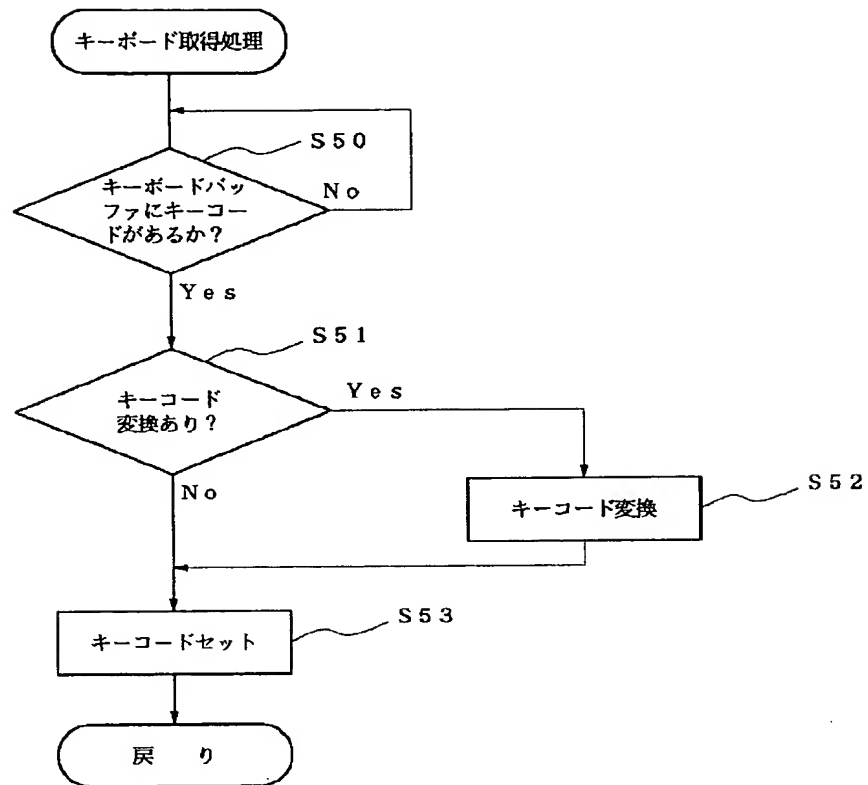 キーボード取得処理
S50
キーボードバッ
ファにキーコー
ドがあるか?
No
Yes
S51
キーコード
変換あり?
Yes
No
S52
キーコード変換
S53
キーコードセット
戻 り